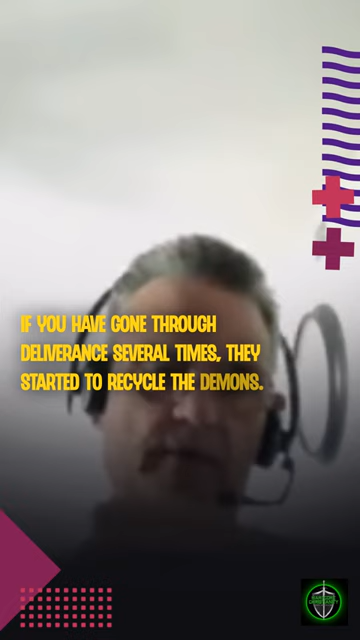 IF YOU HAVE GONE THROUGH
DELIVERANCE SEVERAL TIMES, THEY
STARTED TO RECYCLE THE DEMONS.